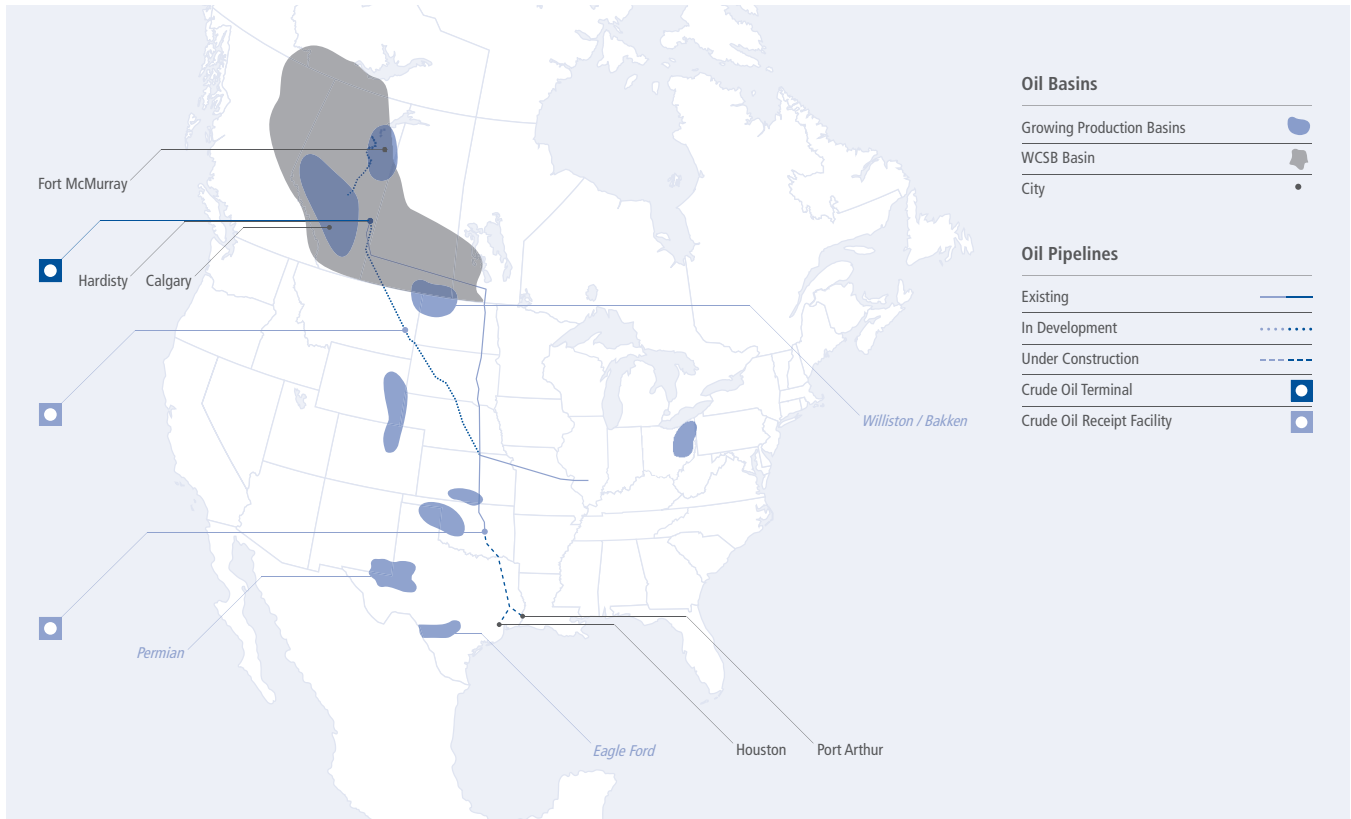 Oil Basins
Growing Production Basins
WCSB Basin
City
Oil Pipelines
Existing
In Development
Under Construction
Crude Oil Terminal
Crude Oil Receipt Facility
Fort McMurray
Hardisty
Calgary
Williston / Bakken
Permian
Eagle Ford
Houston
Port Arthur